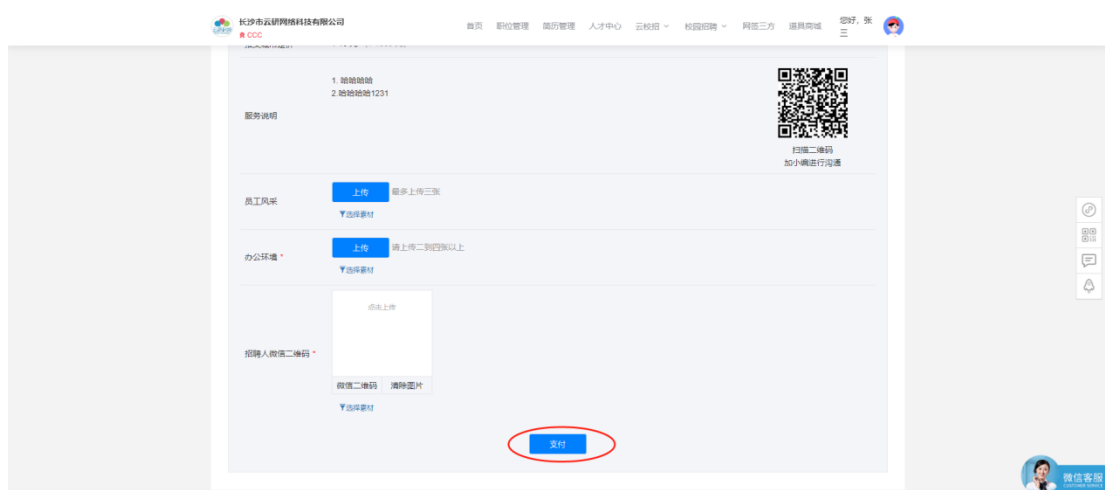 长沙市云研网络科技有限公司
CCC
首页 职位管理 简历管理 人才中心 云校招 校园招聘 网签三方 道具商城 您好，张三
服务说明
1. 哈哈哈哈
2.哈哈哈哈1231
扫描二维码
加小编进行沟通
员工风采
上传 最多上传三张
选择素材
办公环境 *
上传 请上传二到四张以上
选择素材
点击上传
招聘人微信二维码 *
微信二维码 清除图片
选择素材
支付
微信客服